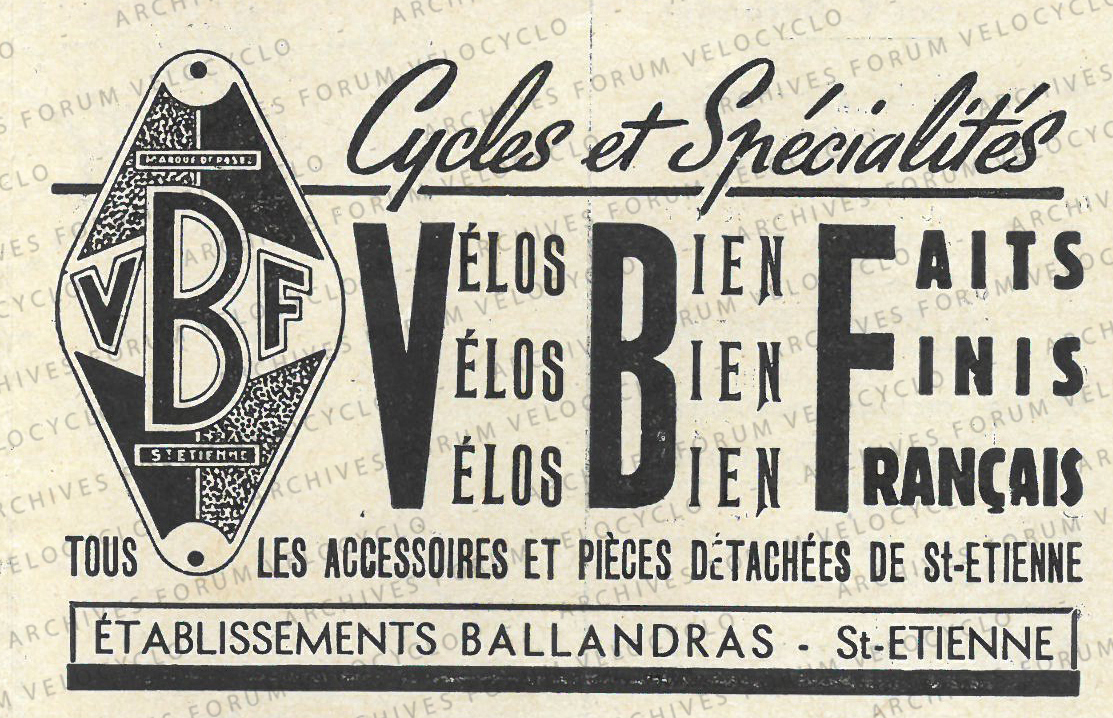 Cycles et Spécialités
MARQUE DEPOSEE
VBF
St ETIENNE
VÉLOS BIEN FAITS
VÉLOS BIEN FINIS
VÉLOS BIEN FRANÇAIS
TOUS LES ACCESSOIRES ET PIÈCES DÉTACHÉES DE St-ETIENNE
ÉTABLISSEMENTS BALLANDRAS - St-ETIENNE
ARCHIVES FORUM VELOCYCLO